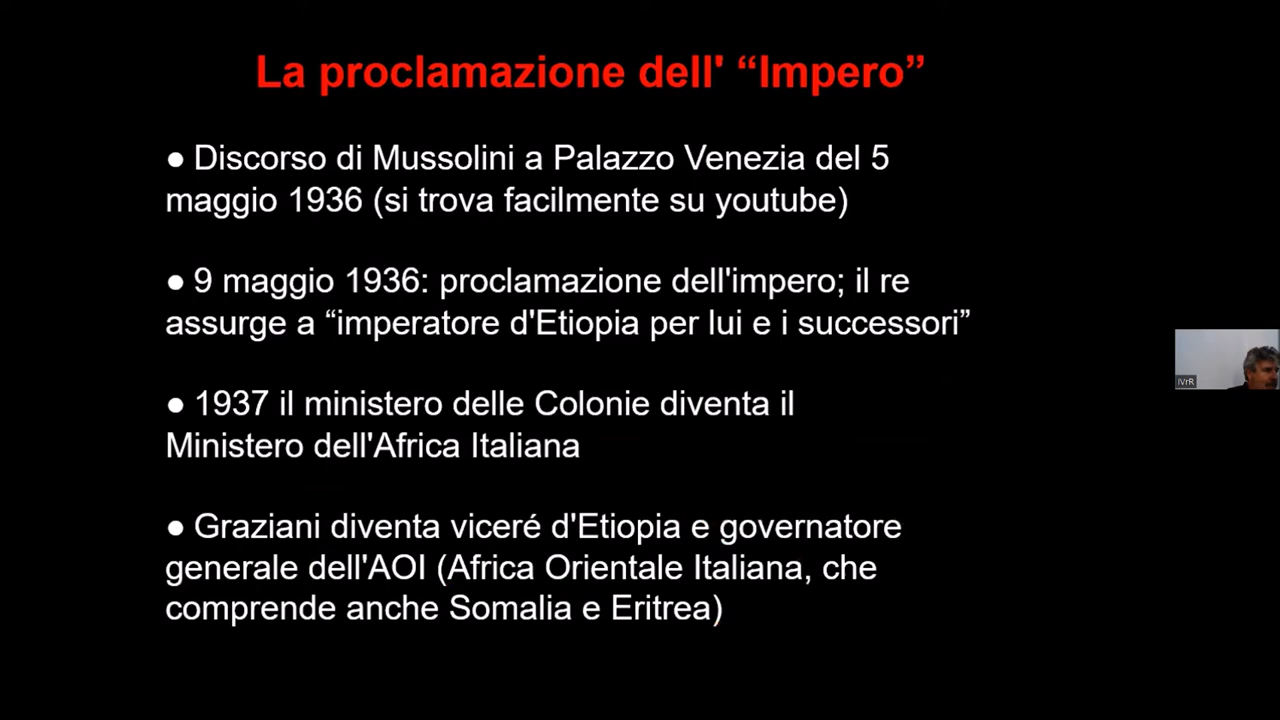 La proclamazione dell' “Impero”
● Discorso di Mussolini a Palazzo Venezia del 5
maggio 1936 (si trova facilmente su youtube)
● 9 maggio 1936: proclamazione dell'impero; il re
assurge a “imperatore d'Etiopia per lui e i successori”
● 1937 il ministero delle Colonie diventa il
Ministero dell'Africa Italiana
● Graziani diventa viceré d'Etiopia e governatore
generale dell'AOI (Africa Orientale Italiana, che
comprende anche Somalia e Eritrea)
IVrR